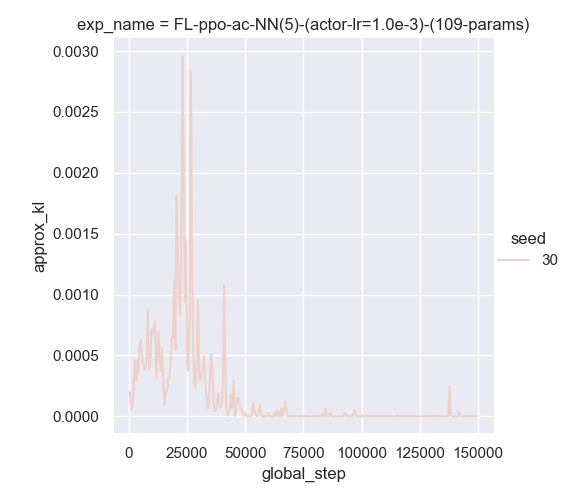 exp_name = FL-ppo-ac-NN(5)-(actor-lr=1.0e-3)-(109-params)
0.0030
0.0025
0.0020
0.0015
0.0010
0.0005
0.0000
approx_kl
seed
30
0 25000 50000 75000 100000 125000 150000
global_step